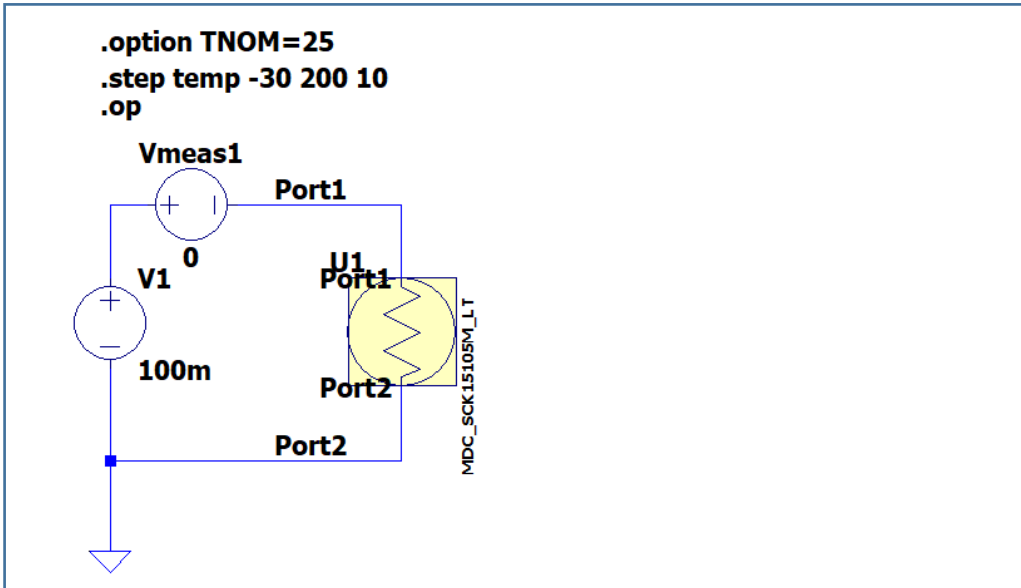 .option TNOM=25
.step temp -30 200 10
.op
Vmeas1
Port1
0
V1
U1
Port1
100m
Port2
MDC_SCK15105M_LT
Port2